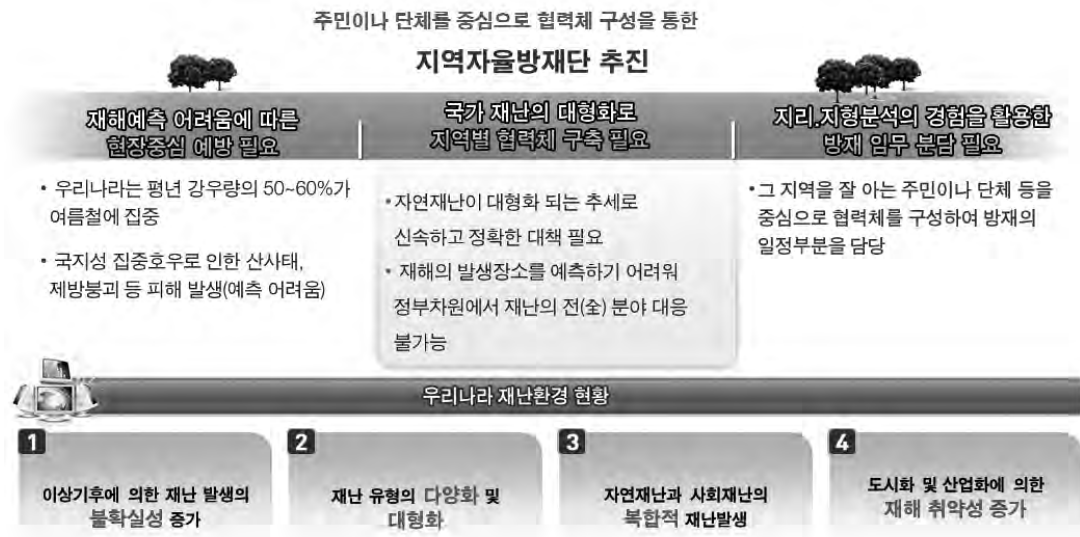 주민이나 단체를 중심으로 협력체 구성을 통한
지역자율방재단 추진
재해예측 어려움에 따른
현장중심 예방 필요
• 우리나라는 평년 강우량의 50~60%가
여름철에 집중
• 국지성 집중호우로 인한 산사태,
제방붕괴 등 피해 발생(예측 어려움)
국가 재난의 대형화로
지역별 협력체 구축 필요
•자연재난이 대형화 되는 추세로
신속하고 정확한 대책 필요
• 재해의 발생장소를 예측하기 어려워
정부차원에서 재난의 전(全) 분야 대응
불가능
지리.지형분석의 경험을 활용한
방재 임무 분담 필요
•그 지역을 잘 아는 주민이나 단체 등을
중심으로 협력체를 구성하여 방재의
일정부분을 담당
우리나라 재난환경 현황
1
이상기후에 의한 재난 발생의
불확실성 증가
2
재난 유형의 다양화 및
대형화
3
자연재난과 사회재난의
복합적 재난발생
4
도시화 및 산업화에 의한
재해 취약성 증가